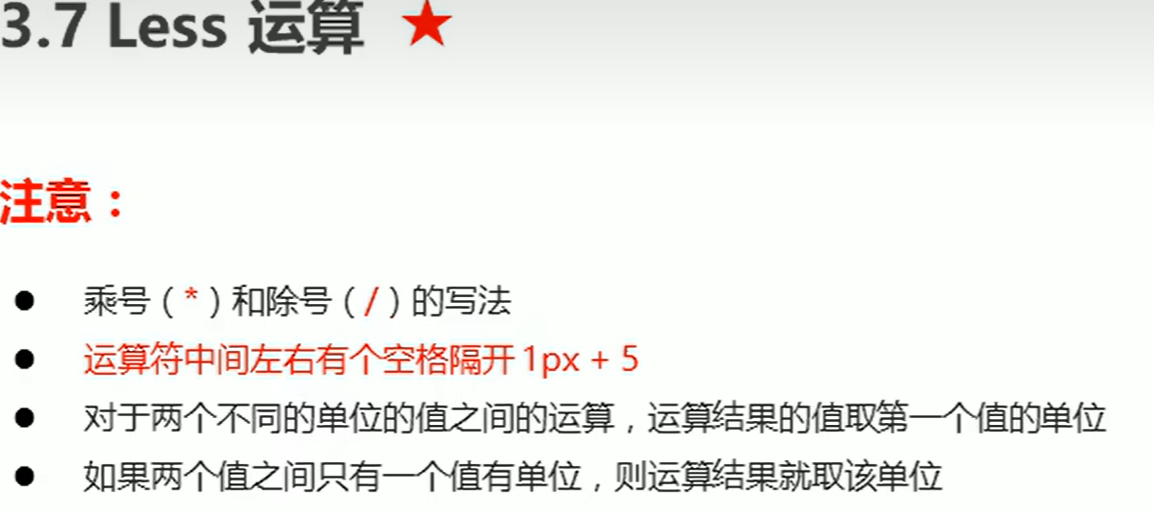 3.7 Less 运算 ★
注意：
● 乘号（*）和除号（/）的写法
● 运算符中间左右有个空格隔开 1px + 5
● 对于两个不同的单位的值之间的运算，运算结果的值取第一个值的单位
● 如果两个值之间只有一个值有单位，则运算结果就取该单位